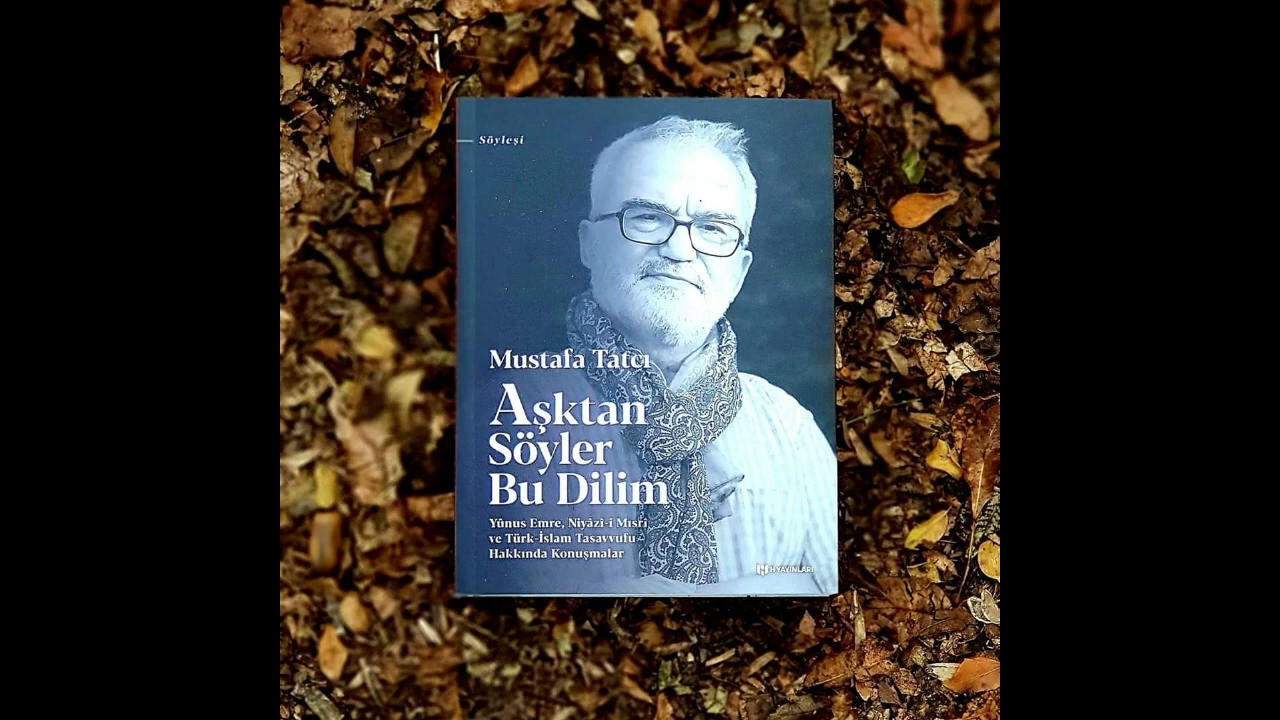 Söyleşi
Mustafa Tatcı
Aşktan
Söyler
Bu Dilim
Yûnus Emre, Niyâzî-i Mısrî
ve Türk-İslam Tasavvufu
Hakkında Konuşmalar
H YAYINLARI